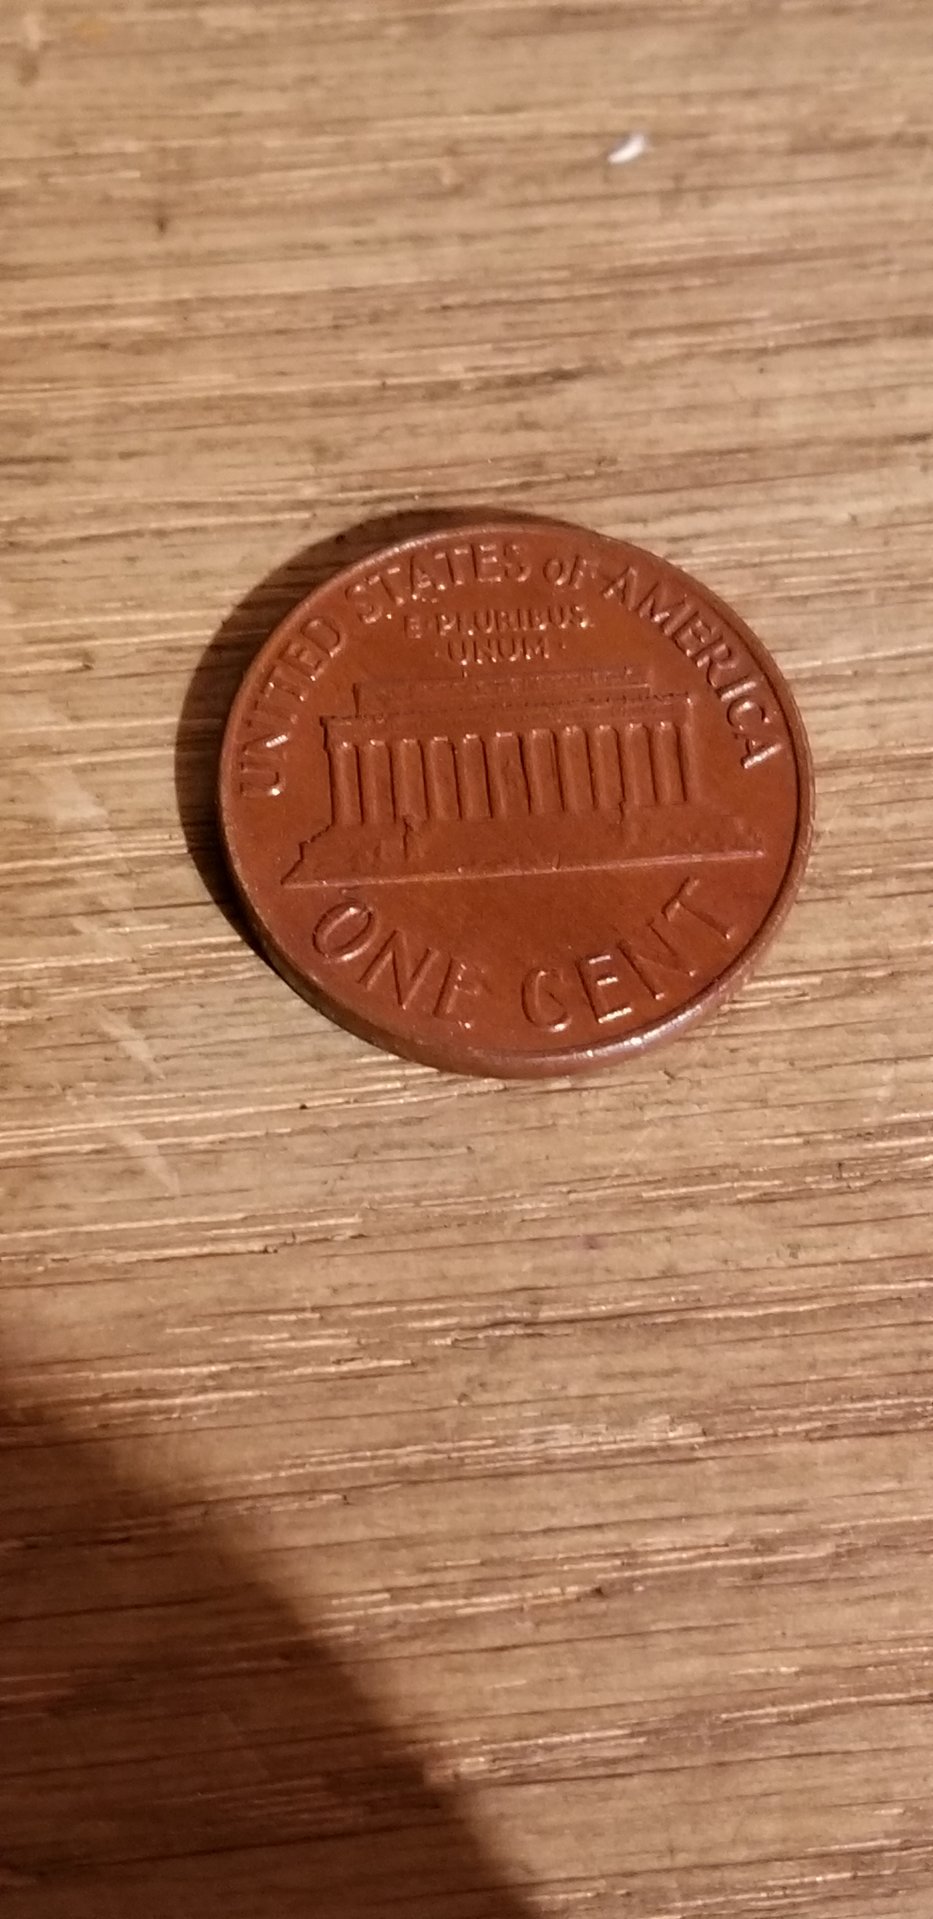 UNITED STATES OF AMERICA
E·PLURIBUS
·UNUM·
ONE CENT